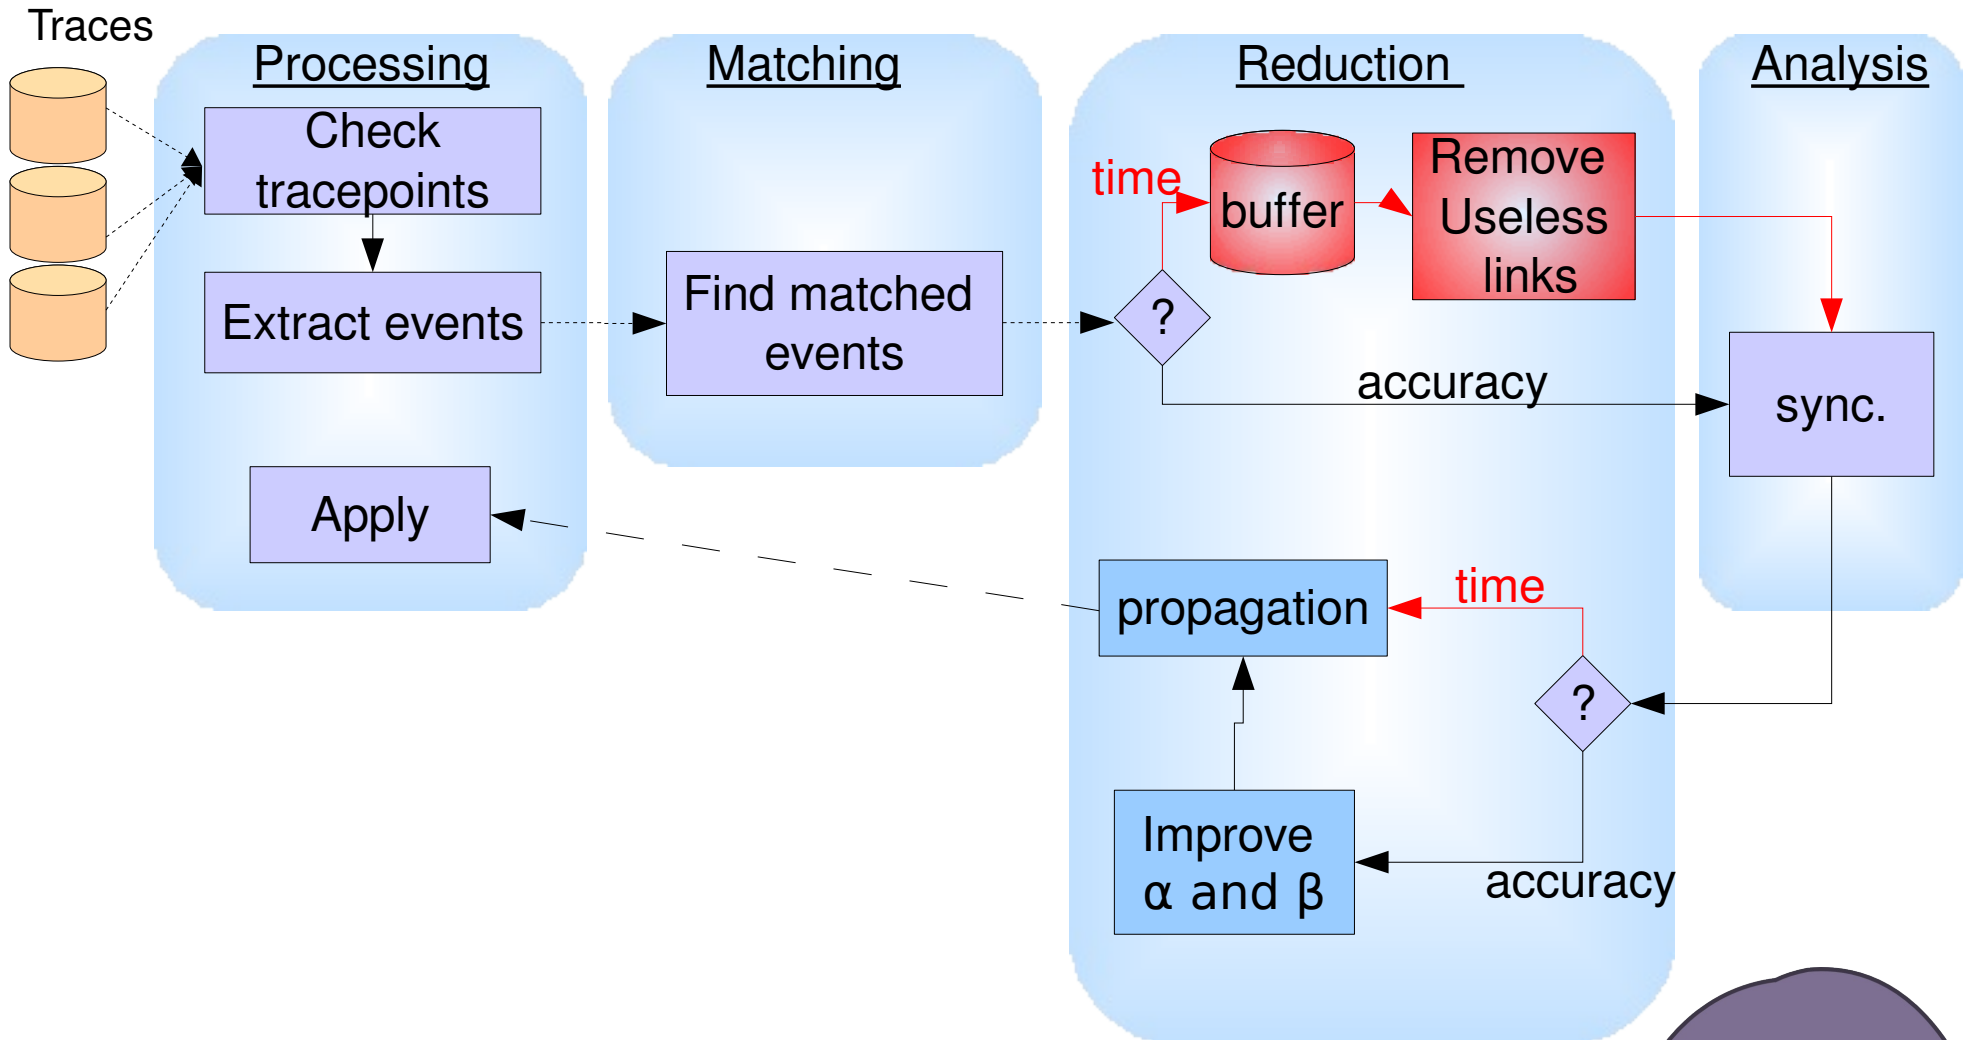 Traces
Processing
Check
tracepoints
Extract events
Apply
Matching
Find matched
events
Reduction
time
?
buffer
Remove
Useless
links
accuracy
propagation
time
?
Improve
α and β
accuracy
Analysis
sync.